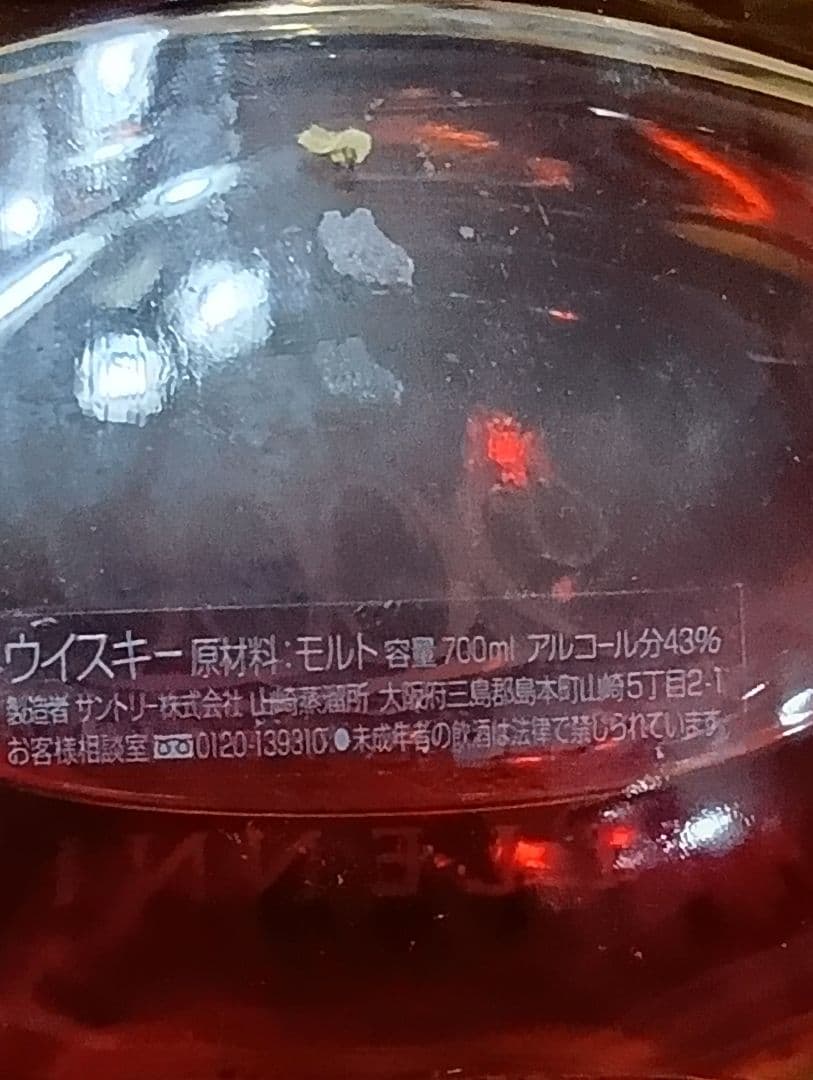 ウイスキー 原材料:モルト 容量 700ml アルコール分43%
製造者 サントリー株式会社 山崎蒸溜所 大阪府三島郡島本町山崎5丁目2-1
お客様相談室 0120-139310 ●未成年者の飲酒は法律で禁じられています